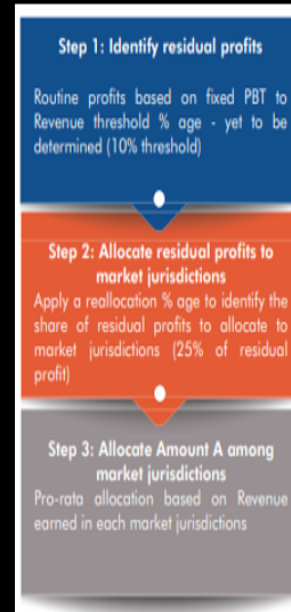 Step 1: Identify residual profits
Routine profits based on fixed PBT to
Revenue threshold % age - yet to be
determined (10% threshold)
Step 2: Allocate residual profits to
market jurisdictions
Apply a reallocation % age to identify the
share of residual profits to allocate to
market jurisdictions (25% of residual
profit)
Step 3: Allocate Amount A among
market jurisdictions
Pro-rata allocation based on Revenue
earned in each market jurisdictions